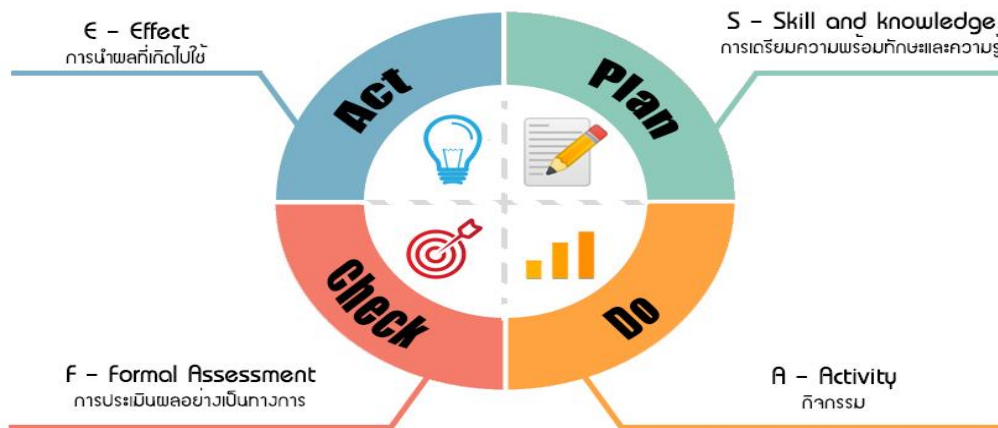 E – Effect
การนำผลที่เกิดไปใช้
S – Skill and knowledge
การเตรียมความพร้อมทักษะและความรู้
Act
Plan
Check
Do
F – Formal Assessment
การประเมินผลอย่างเป็นทางการ
A – Activity
กิจกรรม